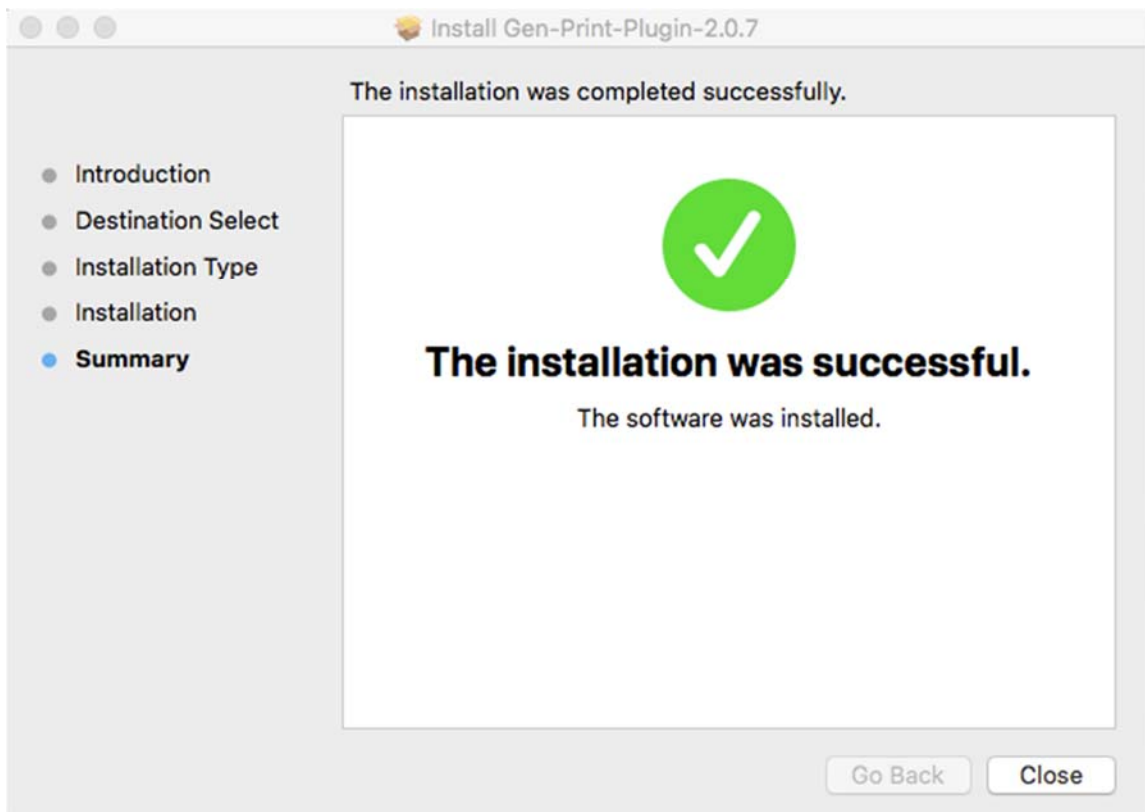 Install Gen-Print-Plugin-2.0.7
The installation was completed successfully.
Introduction
Destination Select
Installation Type
Installation
Summary
The installation was successful.
The software was installed.
Go Back
Close